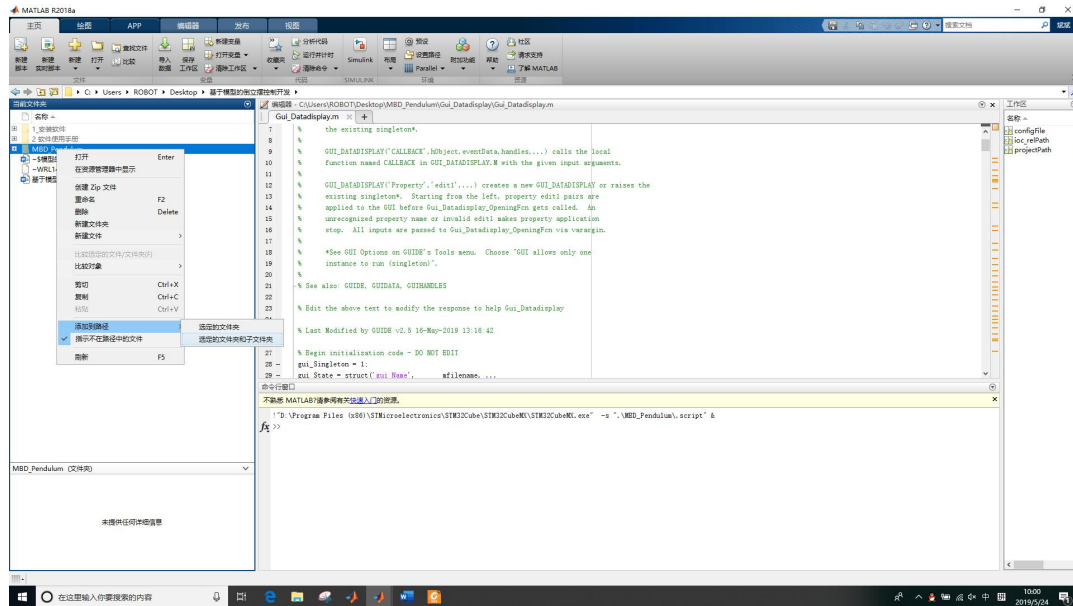 MATLAB R2018a
主页 绘图 APP 编辑器 发布 视图
搜索文档
新建脚本 新建实时脚本 新建 打开 查找文件 比较
导入数据 保存工作区 新建变量 打开变量 清除工作区
收藏夹 分析代码 运行并计时 清除命令
Simulink 布局 预设 设置路径 Parallel 附加功能
帮助 社区 请求支持 了解 MATLAB
文件 变量 代码 SIMULINK 环境 资源
C: Users ROBOT Desktop 基于模型的倒立摆控制开发
当前文件夹
名称
1_安装软件
2 软件使用手册
MBD_Pendulum
~$模型的
~WRL1
基于模型
打开 Enter
在资源管理器中显示
创建 Zip 文件
重命名 F2
删除 Delete
新建文件夹
新建文件
比较选定的文件/文件夹(F)
比较对象
剪切 Ctrl+X
复制 Ctrl+C
粘贴 Ctrl+V
添加到路径
指示不在路径中的文件
刷新 F5
选定的文件夹
选定的文件夹和子文件夹
MBD_Pendulum (文件夹)
未提供任何详细信息
编辑器 - C:\Users\ROBOT\Desktop\MBD_Pendulum\Gui_Datadisplay\Gui_Datadisplay.m
Gui_Datadisplay.m
7 % the existing singleton*.
8 %
9 % GUI_DATADISPLAY('CALLBACK',hObject,eventData,handles,...) calls the local
10 % function named CALLBACK in GUI_DATADISPLAY.M with the given input arguments.
11 %
12 % GUI_DATADISPLAY('Property','edit1',...) creates a new GUI_DATADISPLAY or raises the
13 % existing singleton*. Starting from the left, property edit1 pairs are
14 % applied to the GUI before Gui_Datadisplay_OpeningFcn gets called. An
15 % unrecognized property name or invalid edit1 makes property application
16 % stop. All inputs are passed to Gui_Datadisplay_OpeningFcn via varargin.
17 %
18 % *See GUI Options on GUIDE's Tools menu. Choose "GUI allows only one
19 % instance to run (singleton)".
20 %
21 % See also: GUIDE, GUIDATA, GUIHANDLES
22
23 % Edit the above text to modify the response to help Gui_Datadisplay
% Last Modified by GUIDE v2.5 16-May-2019 13:16:42
27 % Begin initialization code - DO NOT EDIT
28 - gui_Singleton = 1;
29 - gui_State = struct('gui_Name', mfilename, ...
命令行窗口
不熟悉 MATLAB?请参阅有关快速入门的资源。
!"D:\Program Files (x86)\STMicroelectronics\STM32Cube\STM32CubeMX\STM32CubeMX.exe" -s ".\MBD_Pendulum\.script" &
fx >>
工作区
名称
configFile
ioc_relPath
projectPath
在这里输入你要搜索的内容
中
10:00
2019/5/24